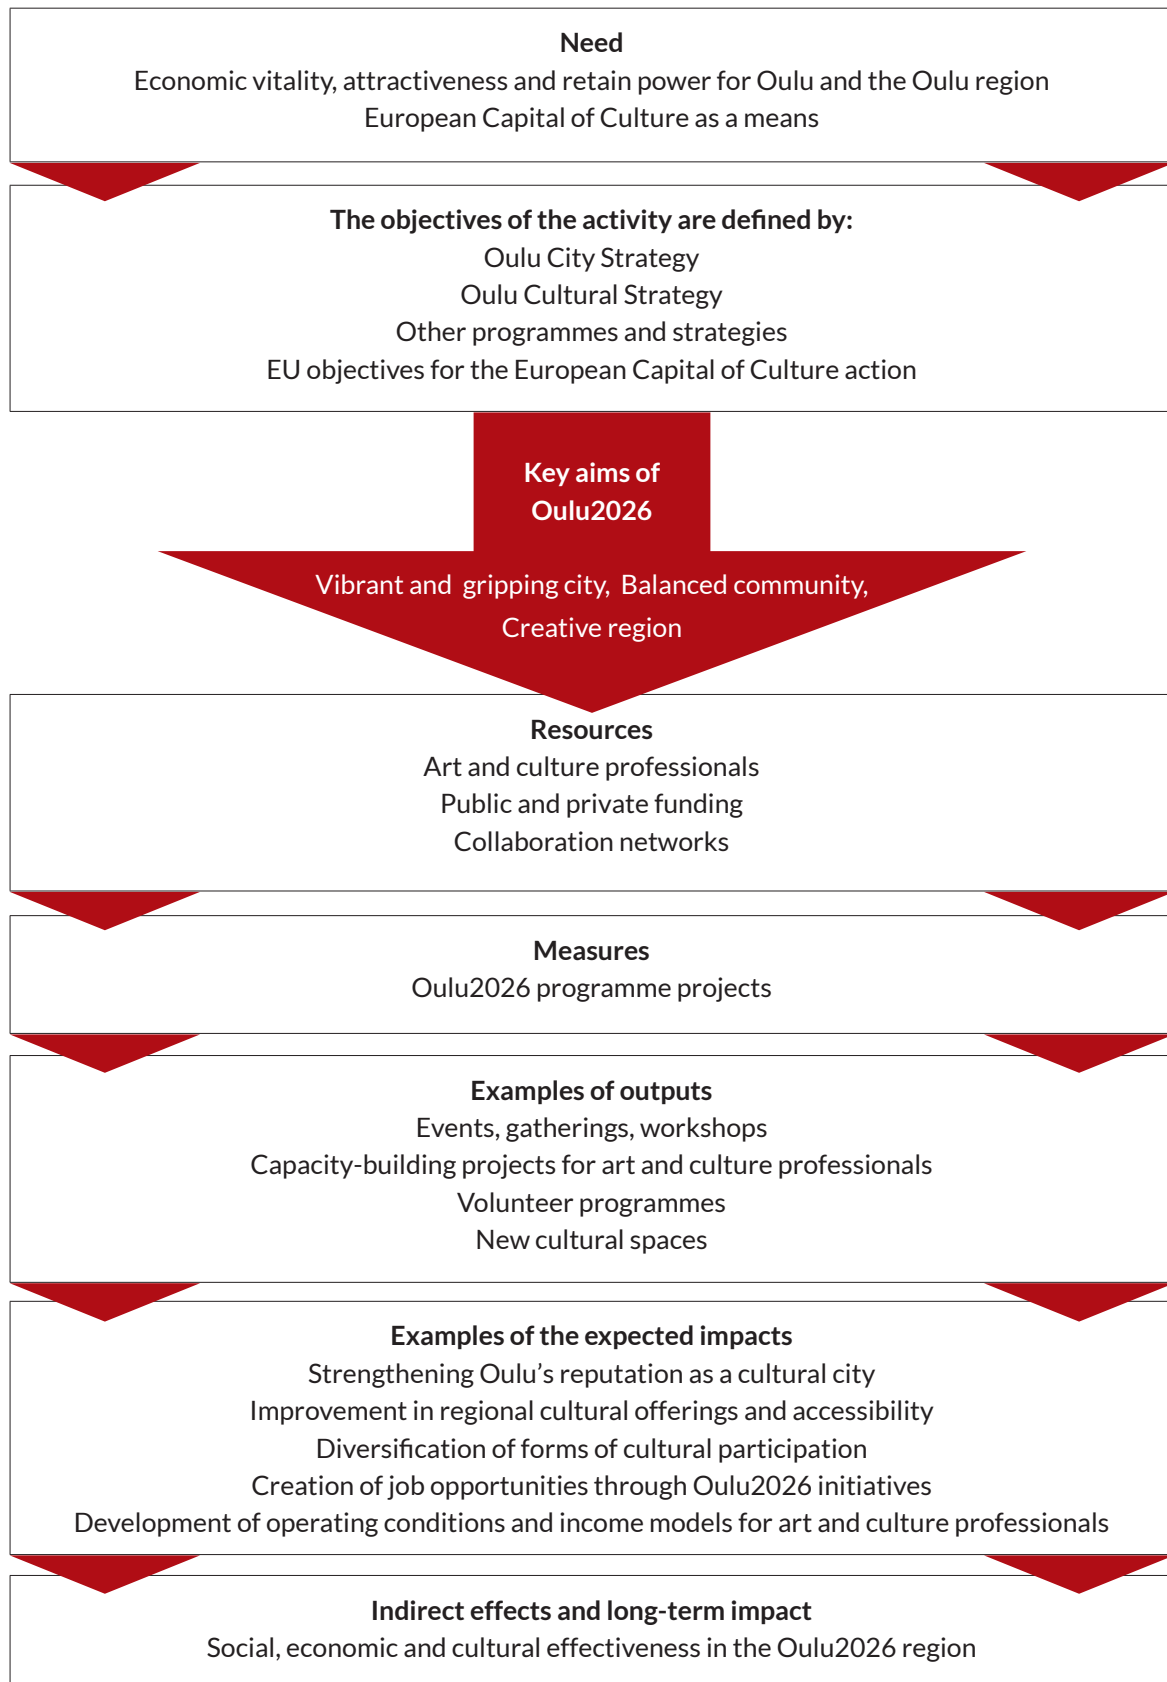 Need
Economic vitality, attractiveness and retain power for Oulu and the Oulu region
European Capital of Culture as a means
The objectives of the activity are defined by:
Oulu City Strategy
Oulu Cultural Strategy
Other programmes and strategies
EU objectives for the European Capital of Culture action
Key aims of
Oulu2026
Vibrant and gripping city, Balanced community,
Creative region
Resources
Art and culture professionals
Public and private funding
Collaboration networks
Measures
Oulu2026 programme projects
Examples of outputs
Events, gatherings, workshops
Capacity-building projects for art and culture professionals
Volunteer programmes
New cultural spaces
Examples of the expected impacts
Strengthening Oulu’s reputation as a cultural city
Improvement in regional cultural offerings and accessibility
Diversification of forms of cultural participation
Creation of job opportunities through Oulu2026 initiatives
Development of operating conditions and income models for art and culture professionals
Indirect effects and long-term impact
Social, economic and cultural effectiveness in the Oulu2026 region